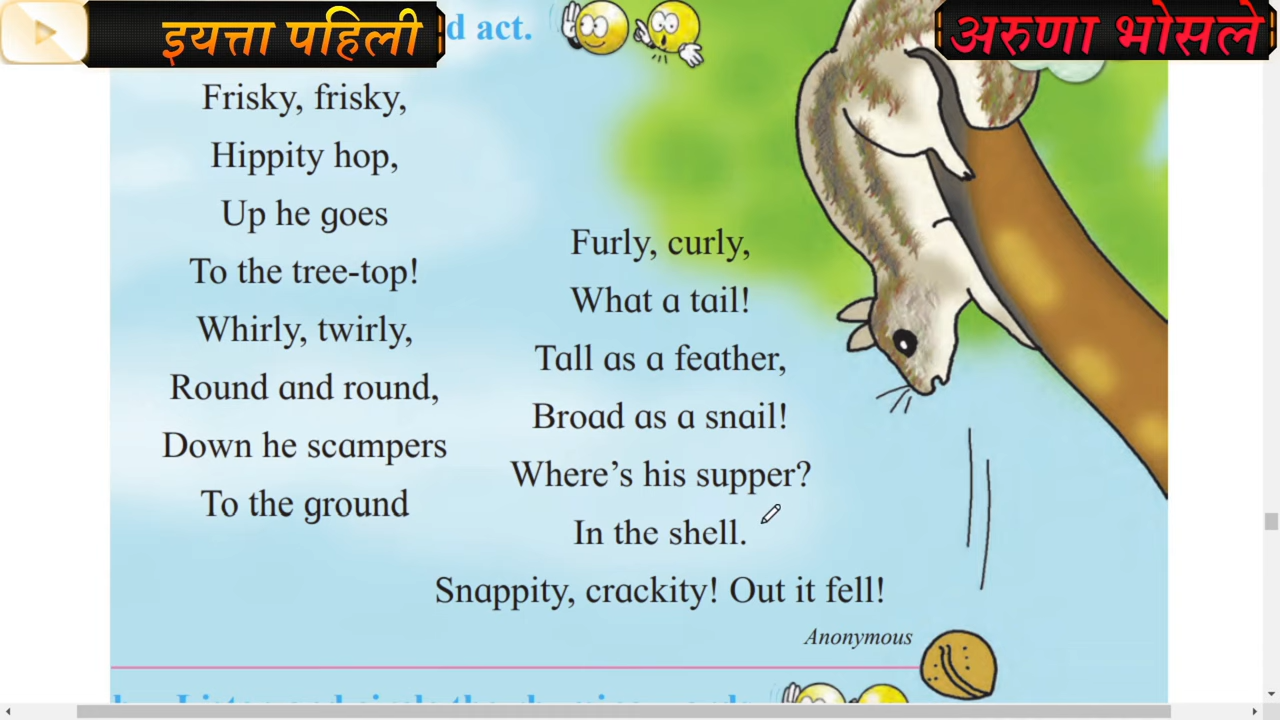 इयत्ता पहिली
d act.
अरुणा भोसले
Frisky, frisky,
Hippity hop,
Up he goes
To the tree-top!
Whirly, twirly,
Round and round,
Down he scampers
To the ground
Furly, curly,
What a tail!
Tall as a feather,
Broad as a snail!
Where's his supper?
In the shell.
Snappity, crackity! Out it fell!
Anonymous